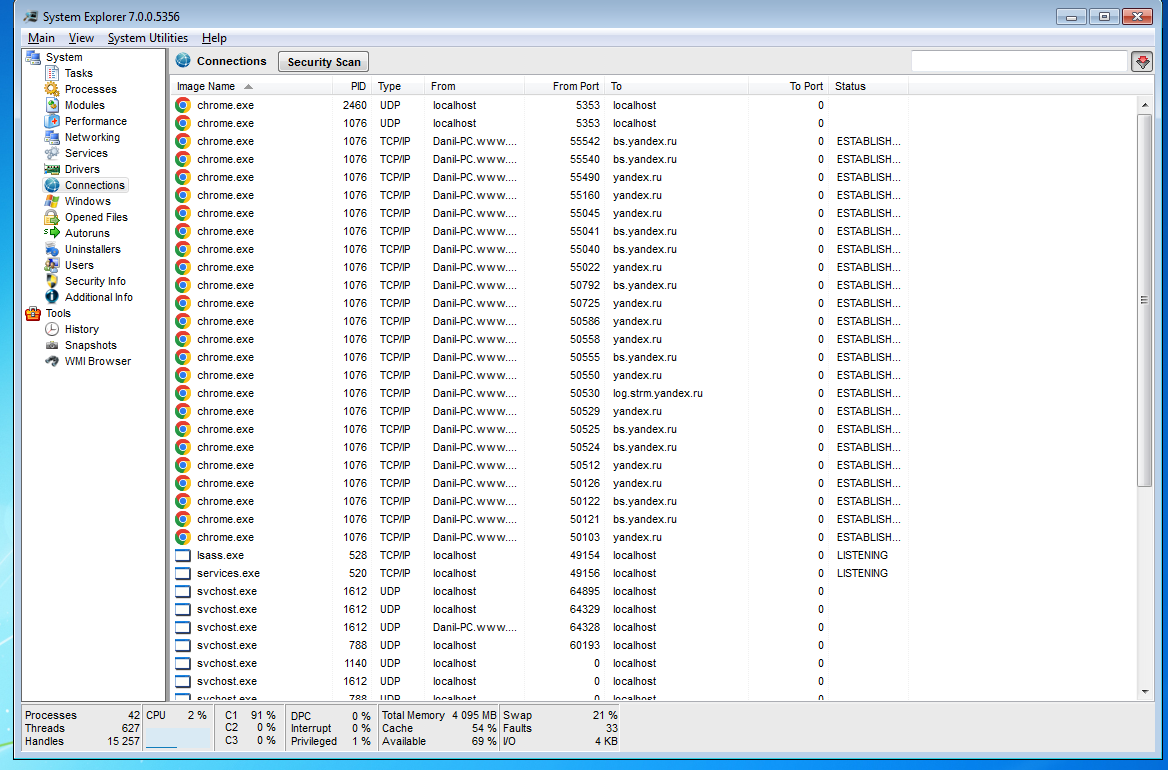 System Explorer 7.0.0.5356
Main View System Utilities Help
System
Tasks
Processes
Modules
Performance
Networking
Services
Drivers
Connections
Windows
Opened Files
Autoruns
Uninstallers
Users
Security Info
Additional Info
Tools
History
Snapshots
WMI Browser
Connections Security Scan
Image Name PID Type From From Port To To Port Status
chrome.exe 2460 UDP localhost 5353 localhost 0
chrome.exe 1076 UDP localhost 5353 localhost 0
chrome.exe 1076 TCP/IP Danil-PC.www.... 55542 bs.yandex.ru 0 ESTABLISH...
chrome.exe 1076 TCP/IP Danil-PC.www.... 55540 bs.yandex.ru 0 ESTABLISH...
chrome.exe 1076 TCP/IP Danil-PC.www.... 55490 yandex.ru 0 ESTABLISH...
chrome.exe 1076 TCP/IP Danil-PC.www.... 55160 yandex.ru 0 ESTABLISH...
chrome.exe 1076 TCP/IP Danil-PC.www.... 55045 yandex.ru 0 ESTABLISH...
chrome.exe 1076 TCP/IP Danil-PC.www.... 55041 bs.yandex.ru 0 ESTABLISH...
chrome.exe 1076 TCP/IP Danil-PC.www.... 55040 bs.yandex.ru 0 ESTABLISH...
chrome.exe 1076 TCP/IP Danil-PC.www.... 55022 yandex.ru 0 ESTABLISH...
chrome.exe 1076 TCP/IP Danil-PC.www.... 50792 bs.yandex.ru 0 ESTABLISH...
chrome.exe 1076 TCP/IP Danil-PC.www.... 50725 yandex.ru 0 ESTABLISH...
chrome.exe 1076 TCP/IP Danil-PC.www.... 50586 yandex.ru 0 ESTABLISH...
chrome.exe 1076 TCP/IP Danil-PC.www.... 50558 yandex.ru 0 ESTABLISH...
chrome.exe 1076 TCP/IP Danil-PC.www.... 50555 bs.yandex.ru 0 ESTABLISH...
chrome.exe 1076 TCP/IP Danil-PC.www.... 50550 yandex.ru 0 ESTABLISH...
chrome.exe 1076 TCP/IP Danil-PC.www.... 50530 log.strm.yandex.ru 0 ESTABLISH...
chrome.exe 1076 TCP/IP Danil-PC.www.... 50529 yandex.ru 0 ESTABLISH...
chrome.exe 1076 TCP/IP Danil-PC.www.... 50525 bs.yandex.ru 0 ESTABLISH...
chrome.exe 1076 TCP/IP Danil-PC.www.... 50524 bs.yandex.ru 0 ESTABLISH...
chrome.exe 1076 TCP/IP Danil-PC.www.... 50512 yandex.ru 0 ESTABLISH...
chrome.exe 1076 TCP/IP Danil-PC.www.... 50126 yandex.ru 0 ESTABLISH...
chrome.exe 1076 TCP/IP Danil-PC.www.... 50122 bs.yandex.ru 0 ESTABLISH...
chrome.exe 1076 TCP/IP Danil-PC.www.... 50121 bs.yandex.ru 0 ESTABLISH...
chrome.exe 1076 TCP/IP Danil-PC.www.... 50103 yandex.ru 0 ESTABLISH...
lsass.exe 528 TCP/IP localhost 49154 localhost 0 LISTENING
services.exe 520 TCP/IP localhost 49156 localhost 0 LISTENING
svchost.exe 1612 UDP localhost 64895 localhost 0
svchost.exe 1612 UDP localhost 64329 localhost 0
svchost.exe 1612 UDP Danil-PC.www.... 64328 localhost 0
svchost.exe 788 UDP localhost 60193 localhost 0
svchost.exe 1140 UDP localhost 0 localhost 0
svchost.exe 1612 UDP localhost 0 localhost 0
svchost.exe 788 UDP localhost 0 localhost 0
Processes 42 CPU 2 % C1 91 % DPC 0 % Total Memory 4 095 MB Swap 21 %
Threads 627 C2 0 % Interrupt 0 % Cache 54 % Faults 33
Handles 15 257 C3 0 % Privileged 1 % Available 69 % I/O 4 KB